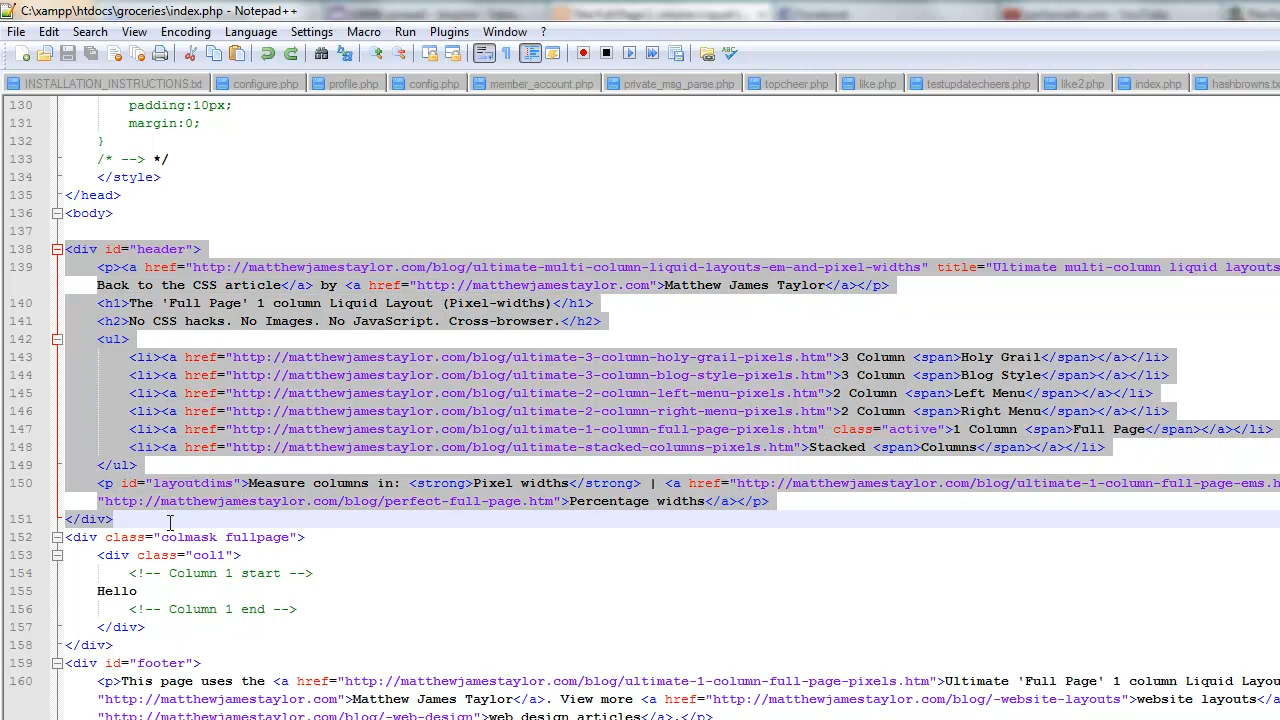 C:\xampp\htdocs\groceries\index.php - Notepad++
File Edit Search View Encoding Language Settings Macro Run Plugins Window ?
INSTALLATION_INSTRUCTIONS.txt configure.php profile.php config.php member_account.php private_msg_parse.php topcheer.php like.php testupdatecheers.php like2.php index.php hashbrowns.tx
130 padding:10px;
131 margin:0;
132 }
133 /* --> */
134 </style>
135 </head>
136 <body>
137
138 <div id="header">
139 <p><a href="http://matthewjamestaylor.com/blog/ultimate-multi-column-liquid-layouts-em-and-pixel-widths" title="Ultimate multi-column liquid layouts
Back to the CSS article</a> by <a href="http://matthewjamestaylor.com">Matthew James Taylor</a></p>
140 <h1>The 'Full Page' 1 column Liquid Layout (Pixel-widths)</h1>
141 <h2>No CSS hacks. No Images. No JavaScript. Cross-browser.</h2>
142 <ul>
143 <li><a href="http://matthewjamestaylor.com/blog/ultimate-3-column-holy-grail-pixels.htm">3 Column <span>Holy Grail</span></a></li>
144 <li><a href="http://matthewjamestaylor.com/blog/ultimate-3-column-blog-style-pixels.htm">3 Column <span>Blog Style</span></a></li>
145 <li><a href="http://matthewjamestaylor.com/blog/ultimate-2-column-left-menu-pixels.htm">2 Column <span>Left Menu</span></a></li>
146 <li><a href="http://matthewjamestaylor.com/blog/ultimate-2-column-right-menu-pixels.htm">2 Column <span>Right Menu</span></a></li>
147 <li><a href="http://matthewjamestaylor.com/blog/ultimate-1-column-full-page-pixels.htm" class="active">1 Column <span>Full Page</span></a></li>
148 <li><a href="http://matthewjamestaylor.com/blog/ultimate-stacked-columns-pixels.htm">Stacked <span>Columns</span></a></li>
149 </ul>
150 <p id="layoutdims">Measure columns in: <strong>Pixel widths</strong> | <a href="http://matthewjamestaylor.com/blog/ultimate-1-column-full-page-ems.h
"http://matthewjamestaylor.com/blog/perfect-full-page.htm">Percentage widths</a></p>
151 </div>
152 <div class="colmask fullpage">
153 <div class="col1">
154 <!-- Column 1 start -->
155 Hello
156 <!-- Column 1 end -->
157 </div>
158 </div>
159 <div id="footer">
160 <p>This page uses the <a href="http://matthewjamestaylor.com/blog/ultimate-1-column-full-page-pixels.htm">Ultimate 'Full Page' 1 column Liquid Layou
"http://matthewjamestaylor.com">Matthew James Taylor</a>. View more <a href="http://matthewjamestaylor.com/blog/-website-layouts">website layouts</a
"http://matthewjamestaylor.com/blog/-web-design">web design articles</a>.</p>